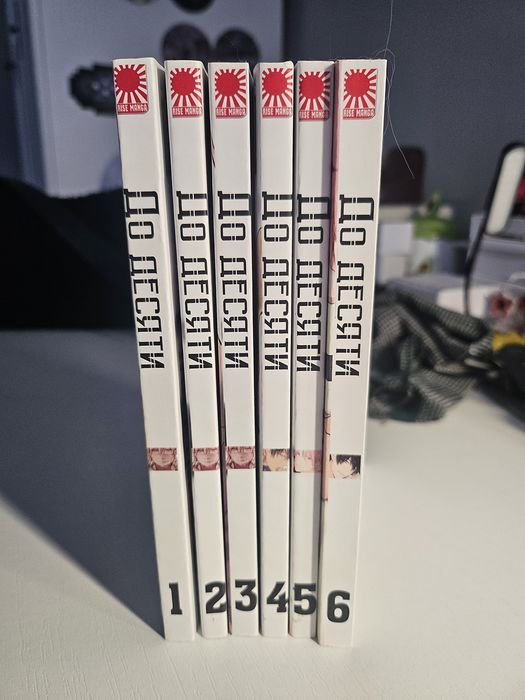 RISE MANGA
ДО ДЕСЯТИ
1
RISE MANGA
ДО ДЕСЯТИ
2
RISE MANGA
ДО ДЕСЯТИ
3
RISE MANGA
ДО ДЕСЯТИ
4
RISE MANGA
ДО ДЕСЯТИ
5
RISE MANGA
ДО ДЕСЯТИ
6